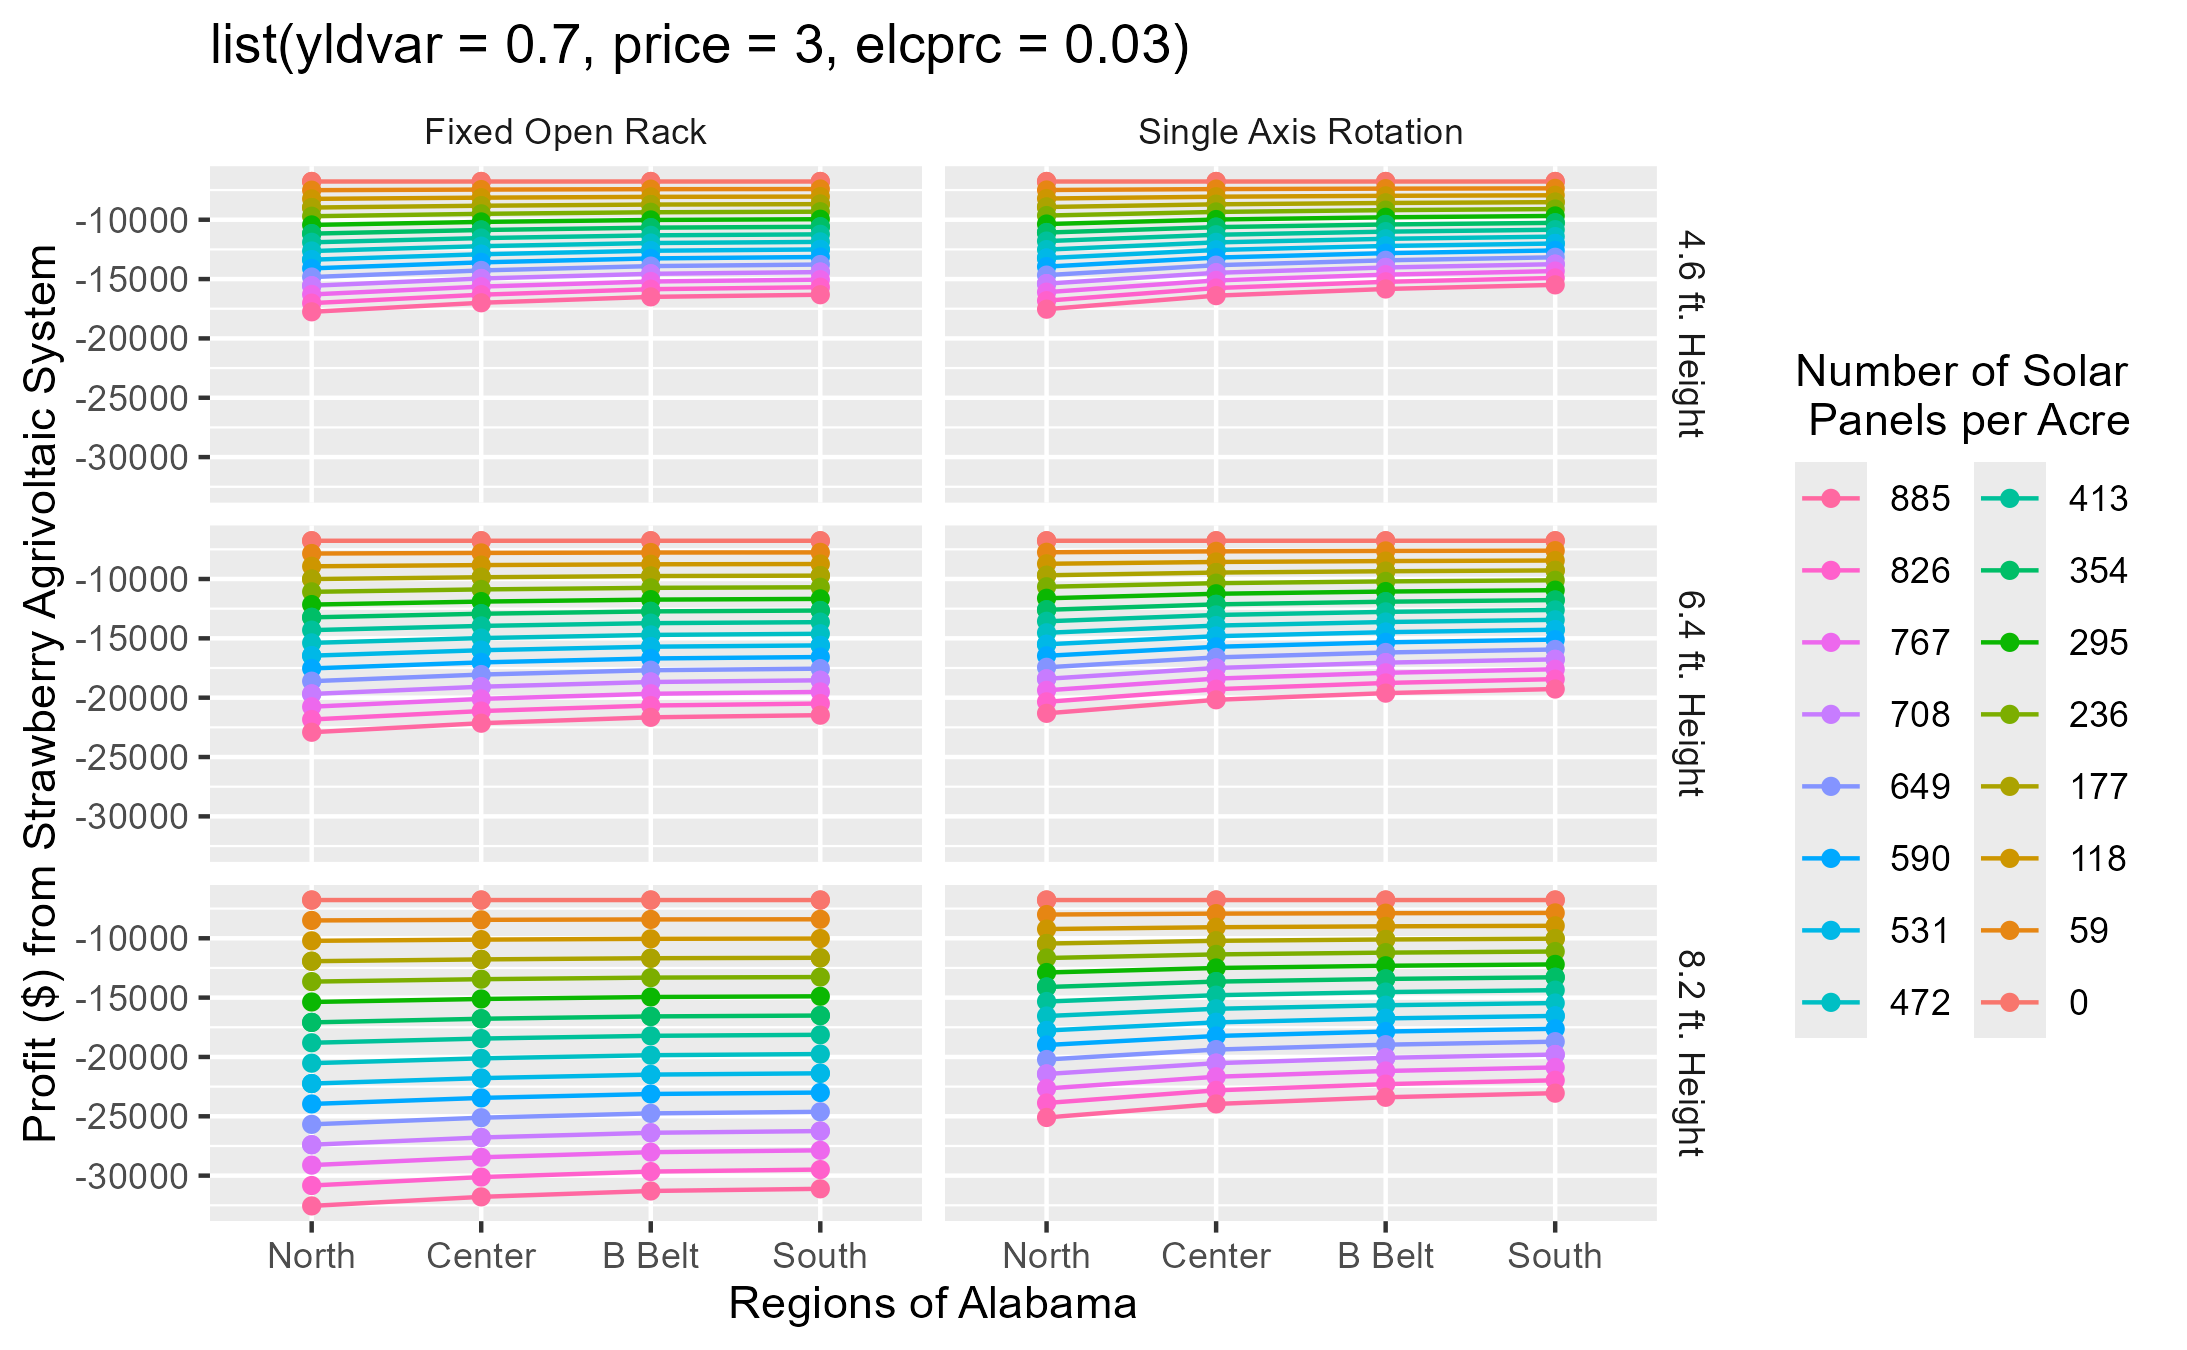 list(yldvar = 0.7, price = 3, elcprc = 0.03)
Fixed Open Rack
Single Axis Rotation
Profit ($) from Strawberry Agrivoltaic System
-10000
-15000
-20000
-25000
-30000
4.6 ft. Height
-10000
-15000
-20000
-25000
-30000
6.4 ft. Height
-10000
-15000
-20000
-25000
-30000
8.2 ft. Height
North Center B Belt South
North Center B Belt South
Regions of Alabama
Number of Solar
Panels per Acre
885 413
826 354
767 295
708 236
649 177
590 118
531 59
472 0